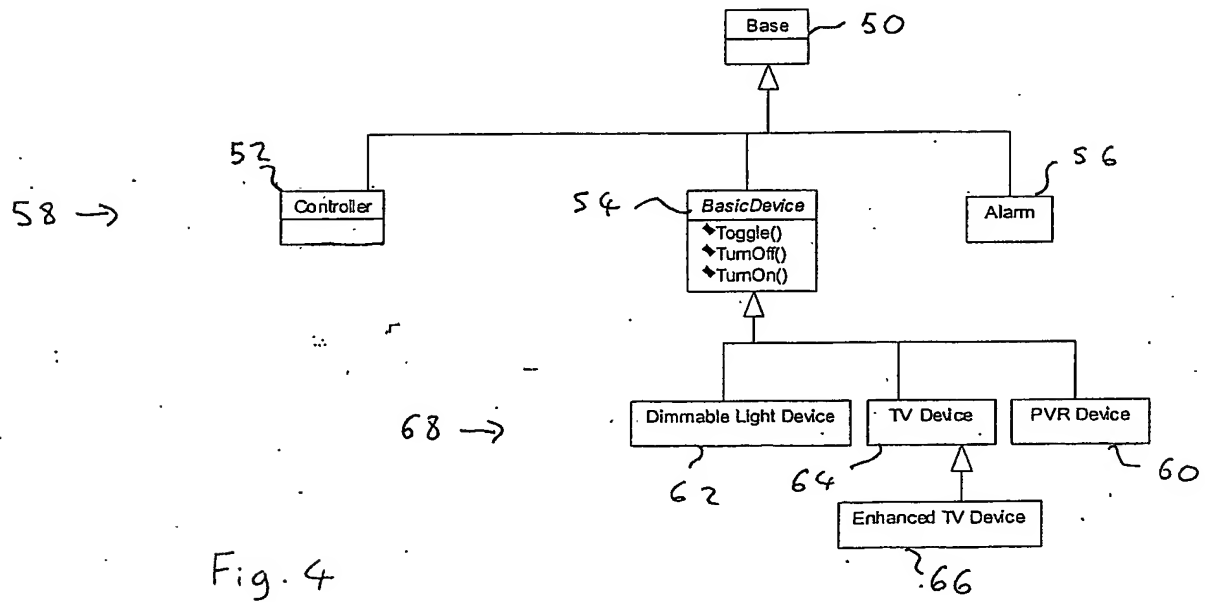 Base
50
52
56
58 →
Controller
54
BasicDevice
Toggle()
TurnOff()
TurnOn()
Alarm
68 →
Dimmable Light Device
TV Device
PVR Device
62
64
60
Enhanced TV Device
66
Fig. 4